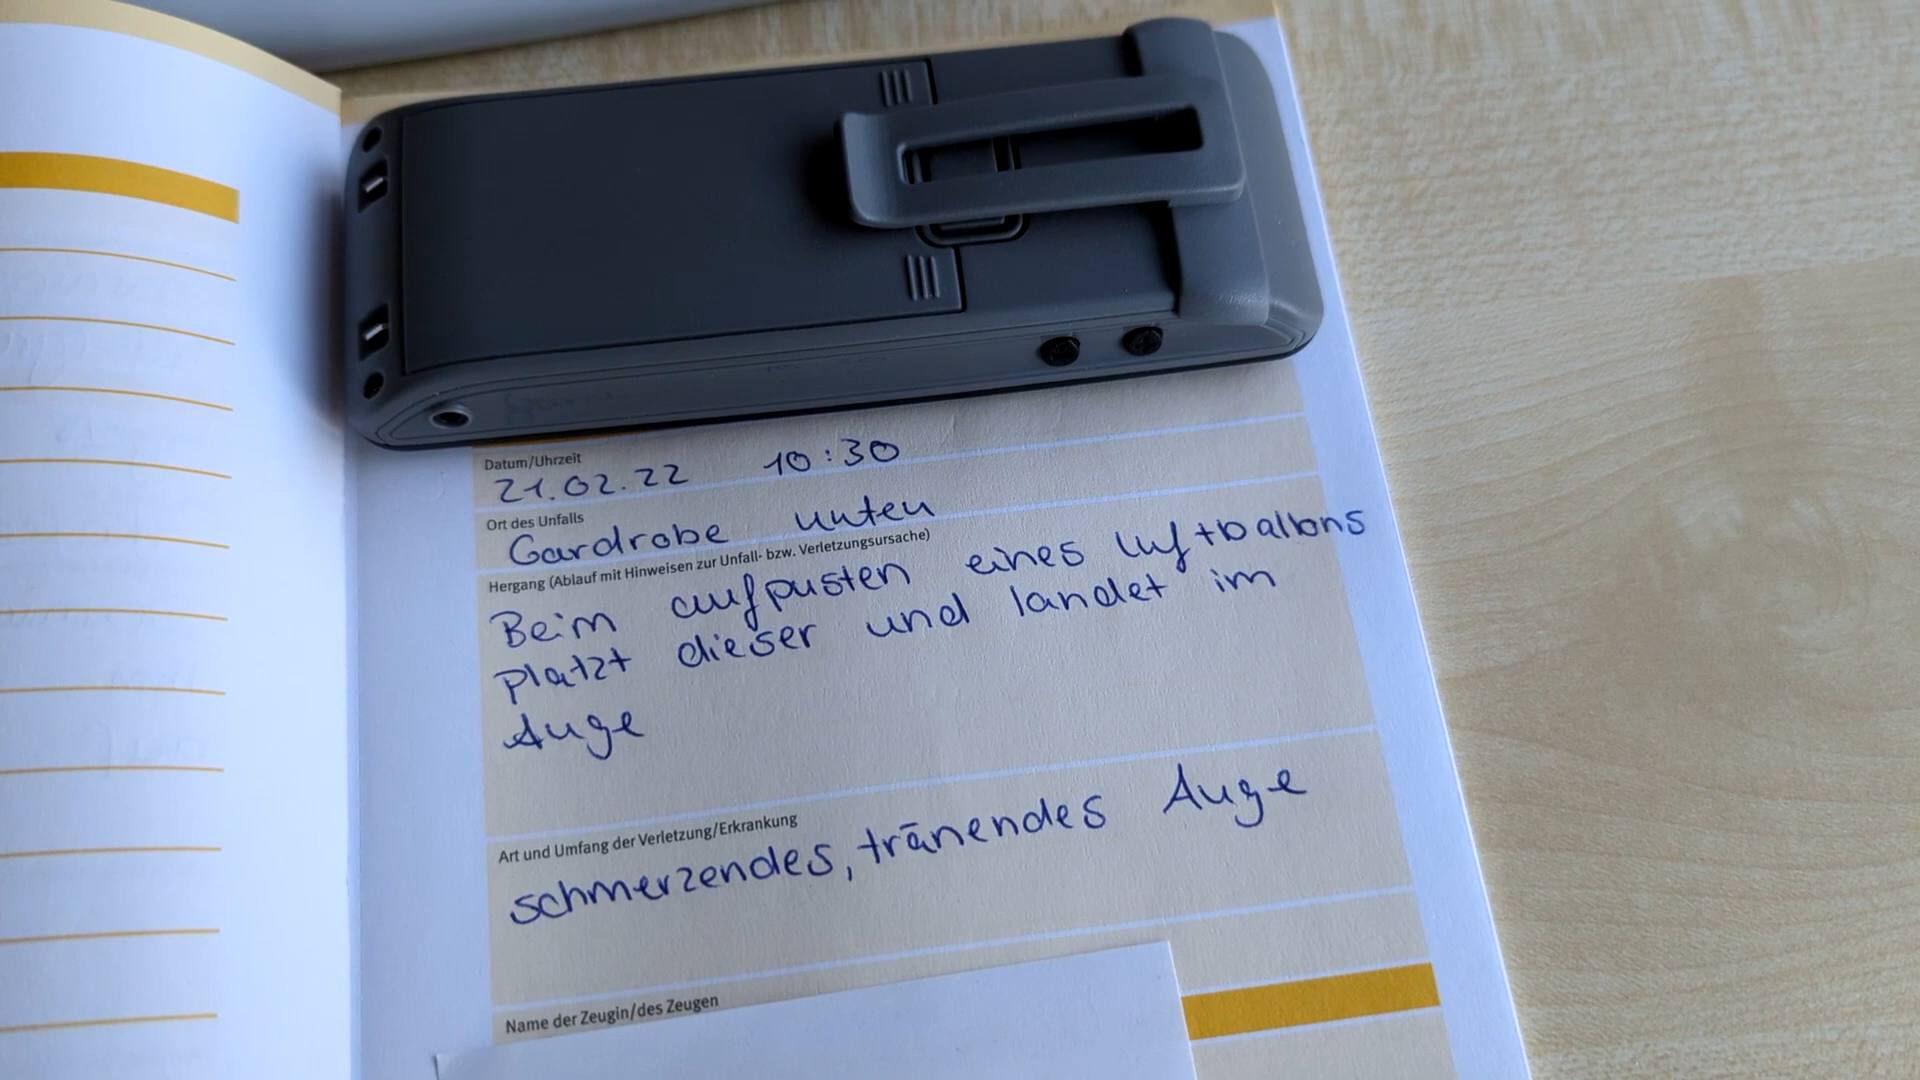 Datum/Uhrzeit
21.02.22 10:30
Ort des Unfalls
Gardrobe unten
Hergang (Ablauf mit Hinweisen zur Unfall- bzw. Verletzungsursache)
Beim aufpusten eines Luftballons
platzt dieser und landet im
Auge
Art und Umfang der Verletzung/Erkrankung
schmerzendes, tränendes Auge
Name der Zeugin/des Zeugen